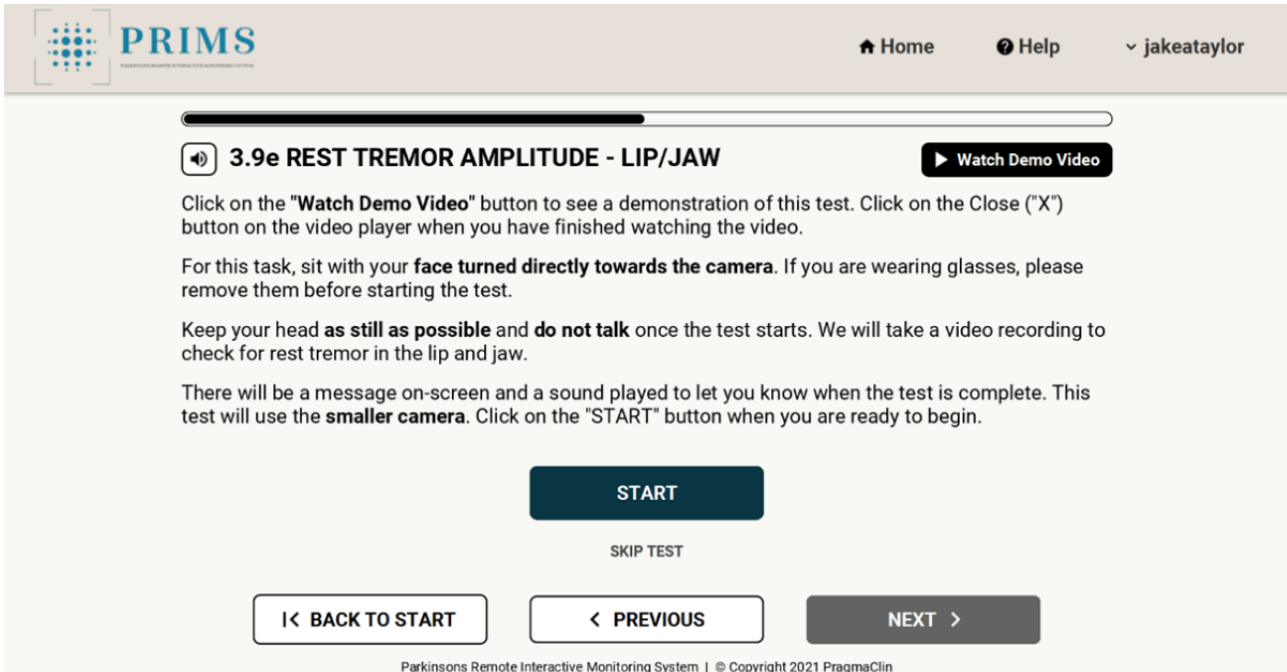 PRIMS
PARKINSONS REMOTE INTERACTIVE MONITORING SYSTEM
Home
Help
jakeataylor
3.9e REST TREMOR AMPLITUDE - LIP/JAW
Watch Demo Video
Click on the "Watch Demo Video" button to see a demonstration of this test. Click on the Close ("X")
button on the video player when you have finished watching the video.
For this task, sit with your face turned directly towards the camera. If you are wearing glasses, please
remove them before starting the test.
Keep your head as still as possible and do not talk once the test starts. We will take a video recording to
check for rest tremor in the lip and jaw.
There will be a message on-screen and a sound played to let you know when the test is complete. This
test will use the smaller camera. Click on the "START" button when you are ready to begin.
START
SKIP TEST
BACK TO START
PREVIOUS
NEXT
Parkinsons Remote Interactive Monitoring System | © Copyright 2021 PragmaClin